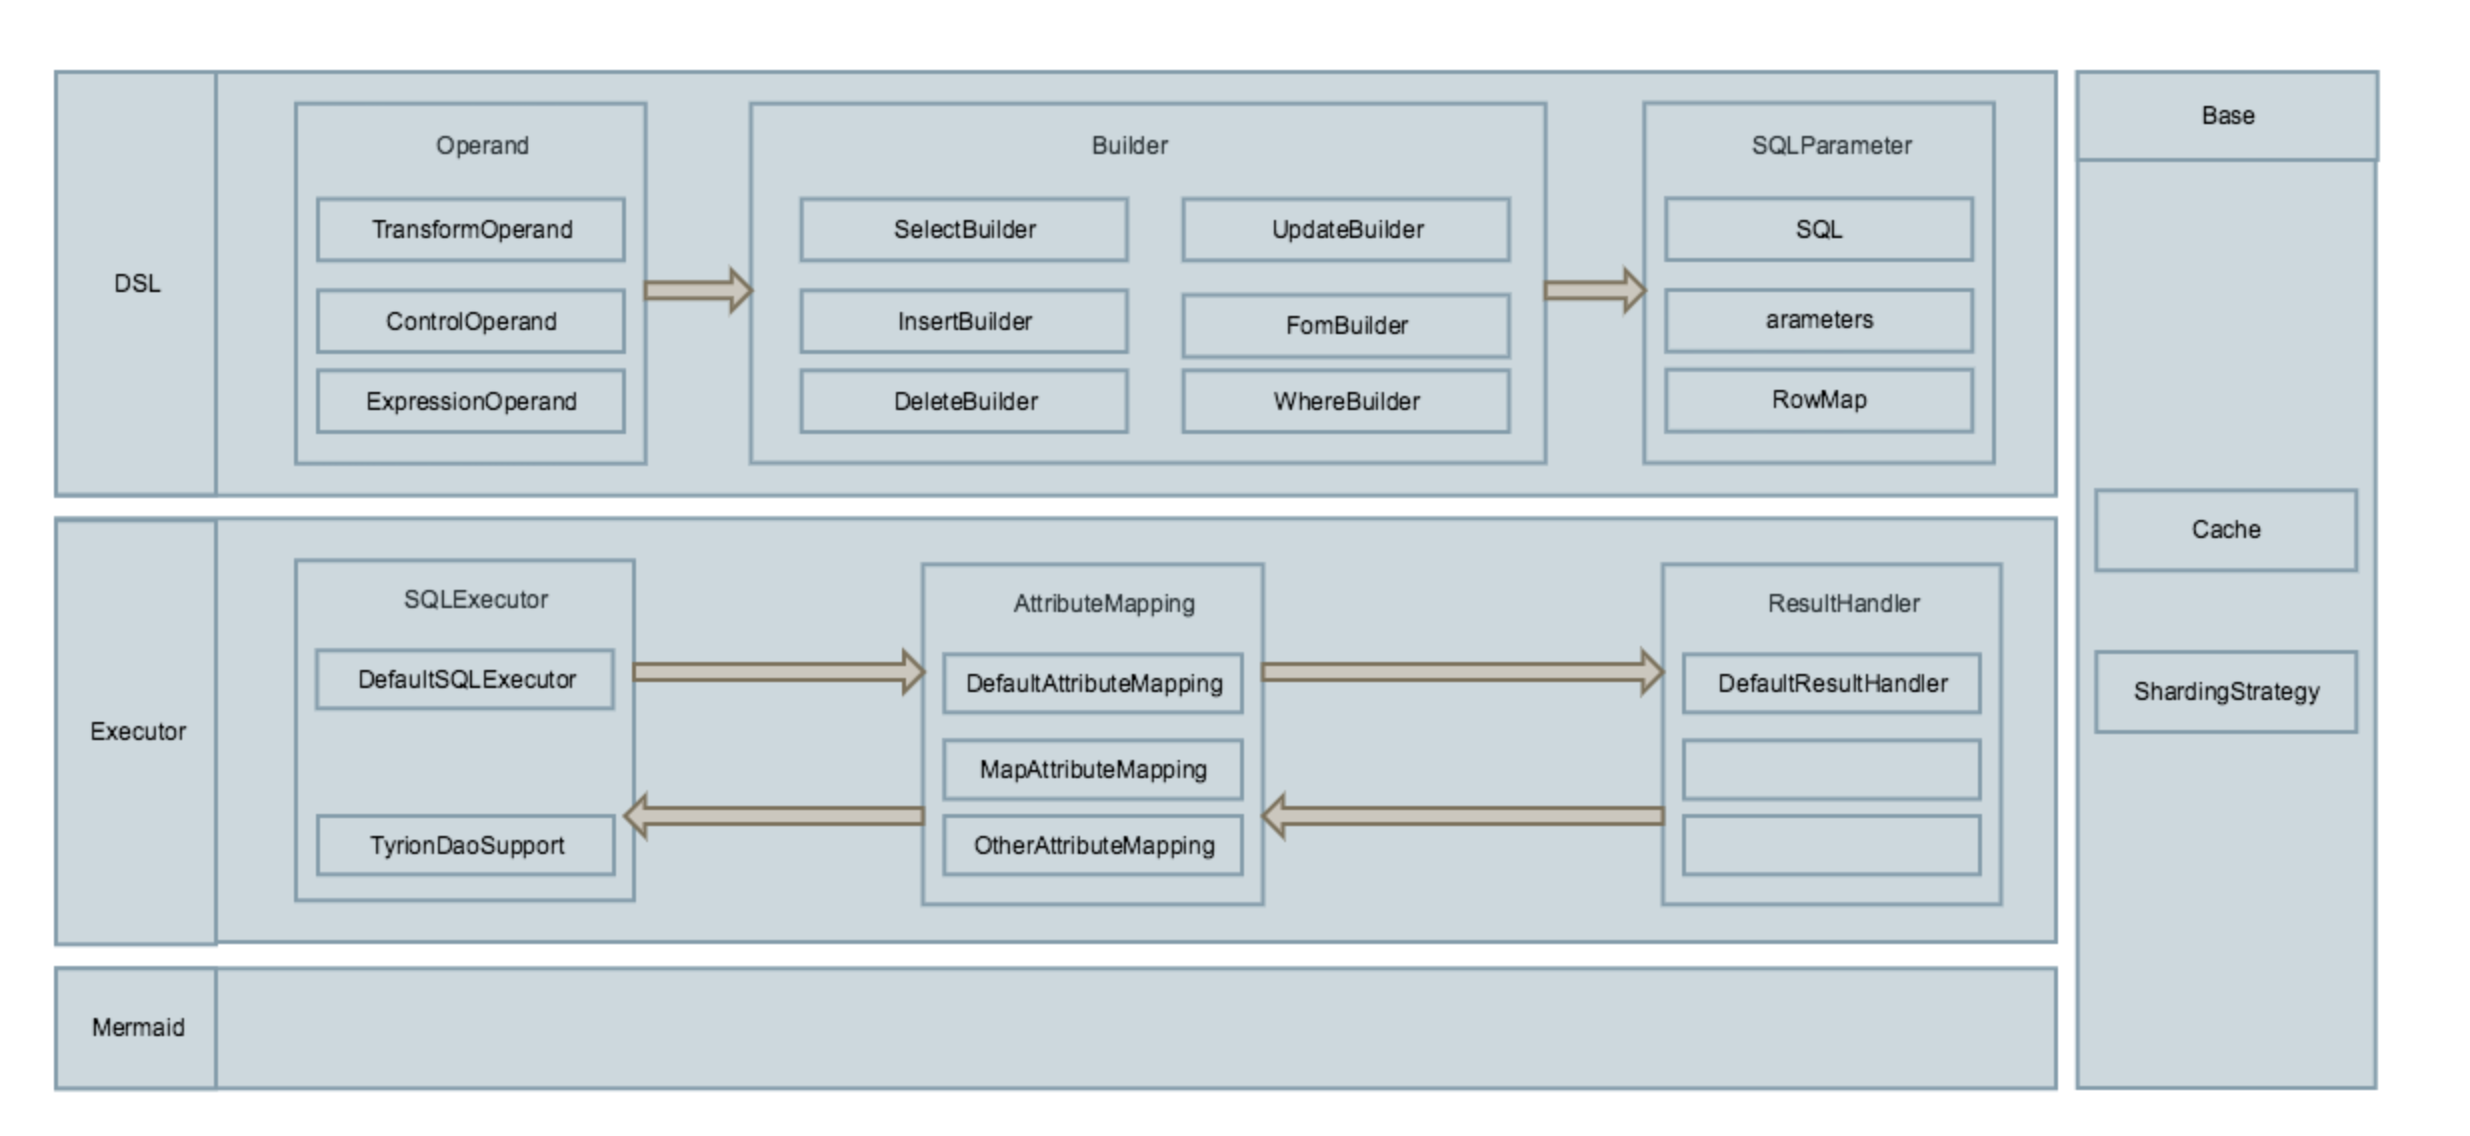 DSL
Operand
TransformOperand
ControlOperand
ExpressionOperand
Builder
SelectBuilder
UpdateBuilder
InsertBuilder
FomBuilder
DeleteBuilder
WhereBuilder
SQLParameter
SQL
arameters
RowMap
Executor
SQLExecutor
DefaultSQLExecutor
TyrionDaoSupport
AttributeMapping
DefaultAttributeMapping
MapAttributeMapping
OtherAttributeMapping
ResultHandler
DefaultResultHandler
Mermaid
Base
Cache
ShardingStrategy